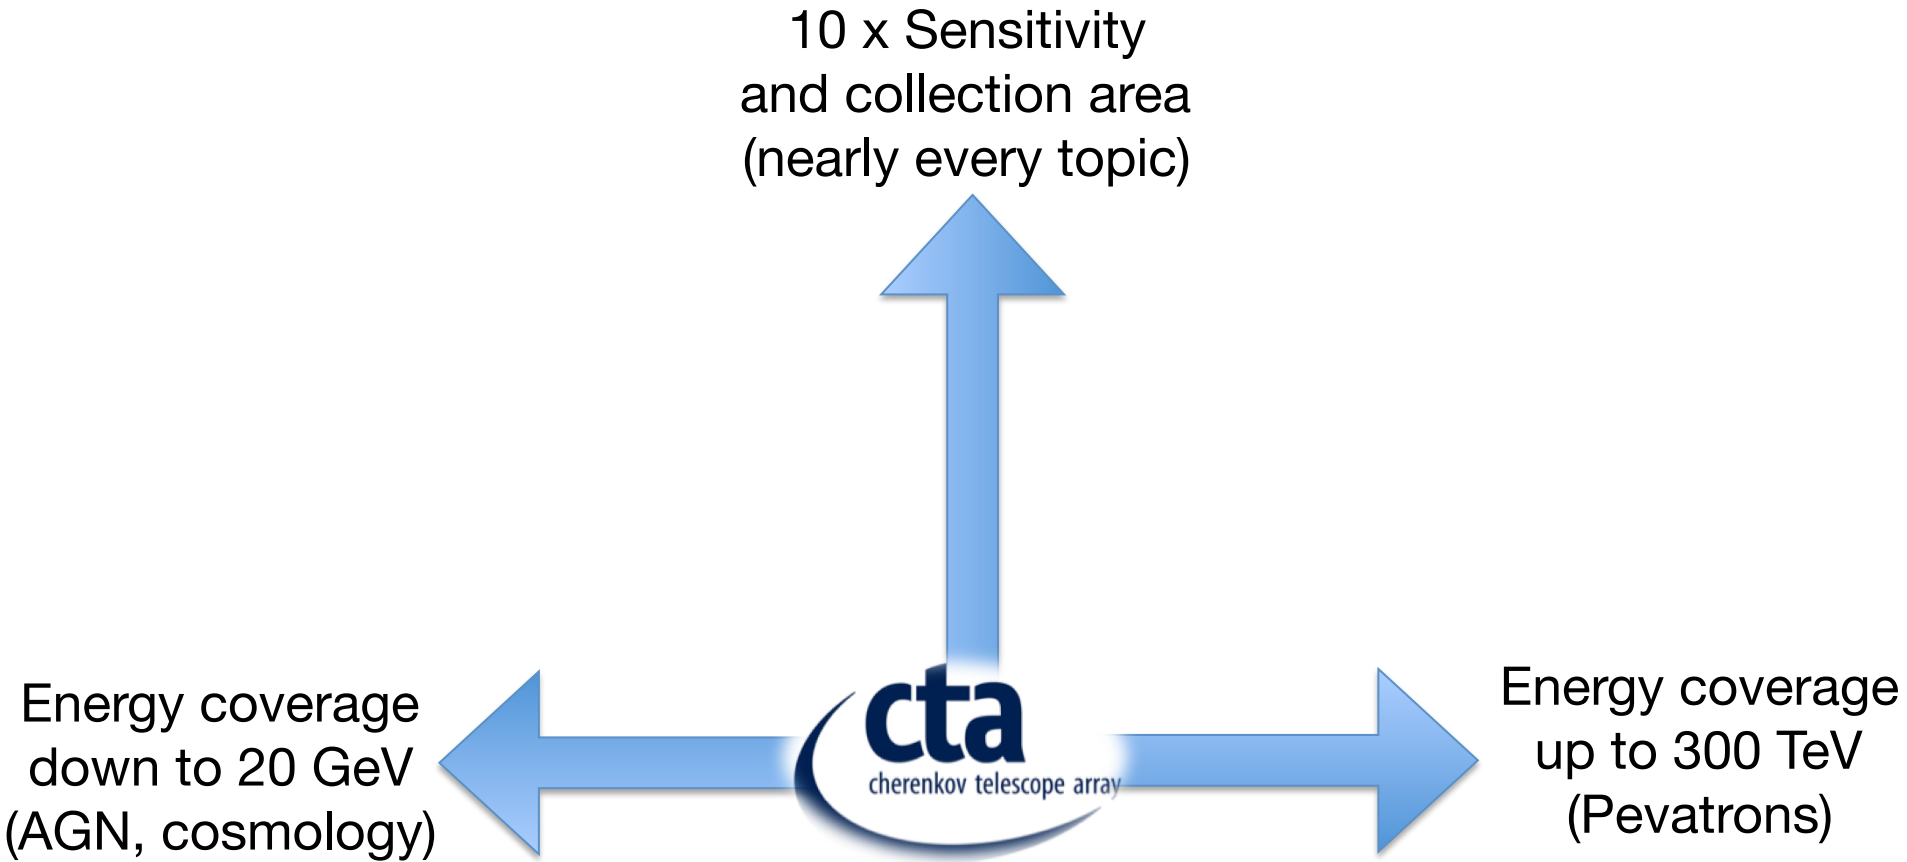 10 x Sensitivity
and collection area
(nearly every topic)
Energy coverage
down to 20 GeV
(AGN, cosmology)
cta
cherenkov telescope array
Energy coverage
up to 300 TeV
(Pevatrons)